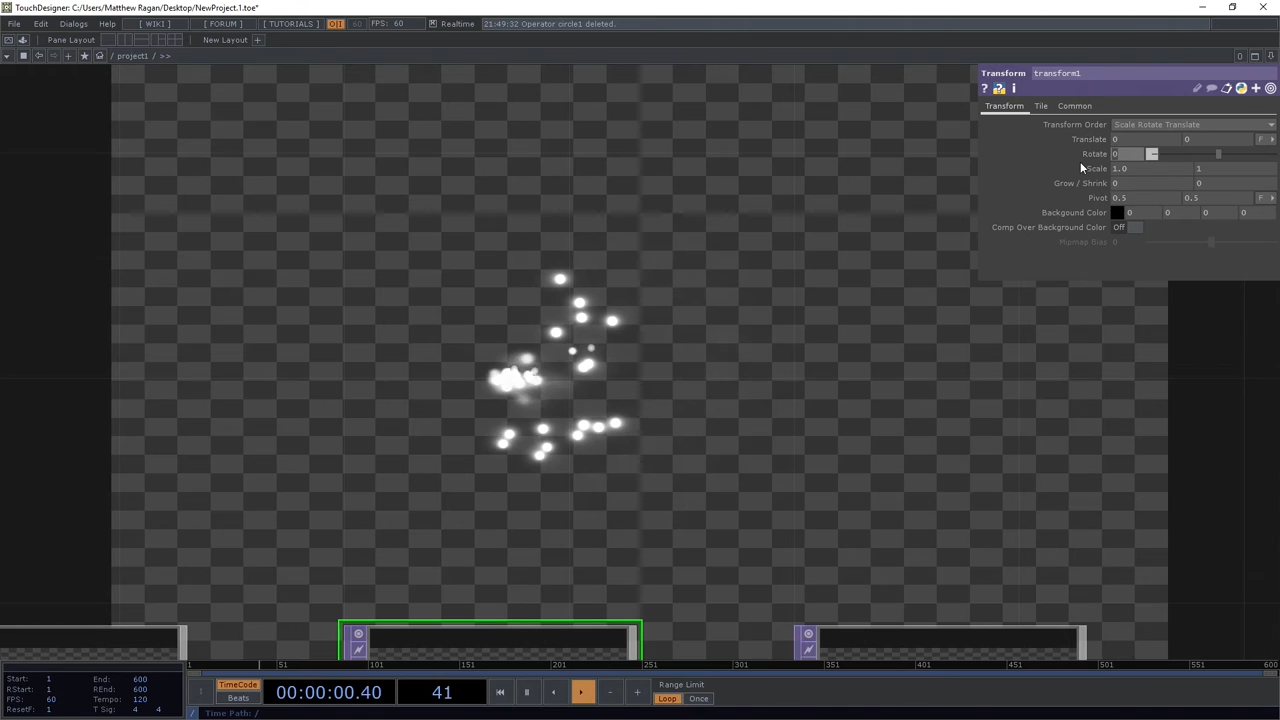 TouchDesigner: C:/Users/Matthew Ragan/Desktop/NewProject.1.toe*
File Edit Dialogs Help [ WIKI ] [ FORUM ] [ TUTORIALS ] O|I 60 FPS: 60 Realtime 21:49:32 Operator circle1 deleted.
Pane Layout New Layout +
/ project1 / >>
Transform transform1
Transform Tile Common
Transform Order Scale Rotate Translate
Translate 0 0 F
Rotate 0
Scale 1.0 1
Grow / Shrink 0 0
Pivot 0.5 0.5 F
Background Color 0 0 0 0
Comp Over Background Color Off
Mipmap Bias 0
1 51 101 151 201 251 301 351 401 451 501 551 600
Start: 1 End: 600
RStart: 1 REnd: 600
FPS: 60 Tempo: 120
ResetF: 1 T Sig: 4 4
TimeCode
Beats
00:00:00.40
41
Range Limit
Loop Once
/ Time Path: /